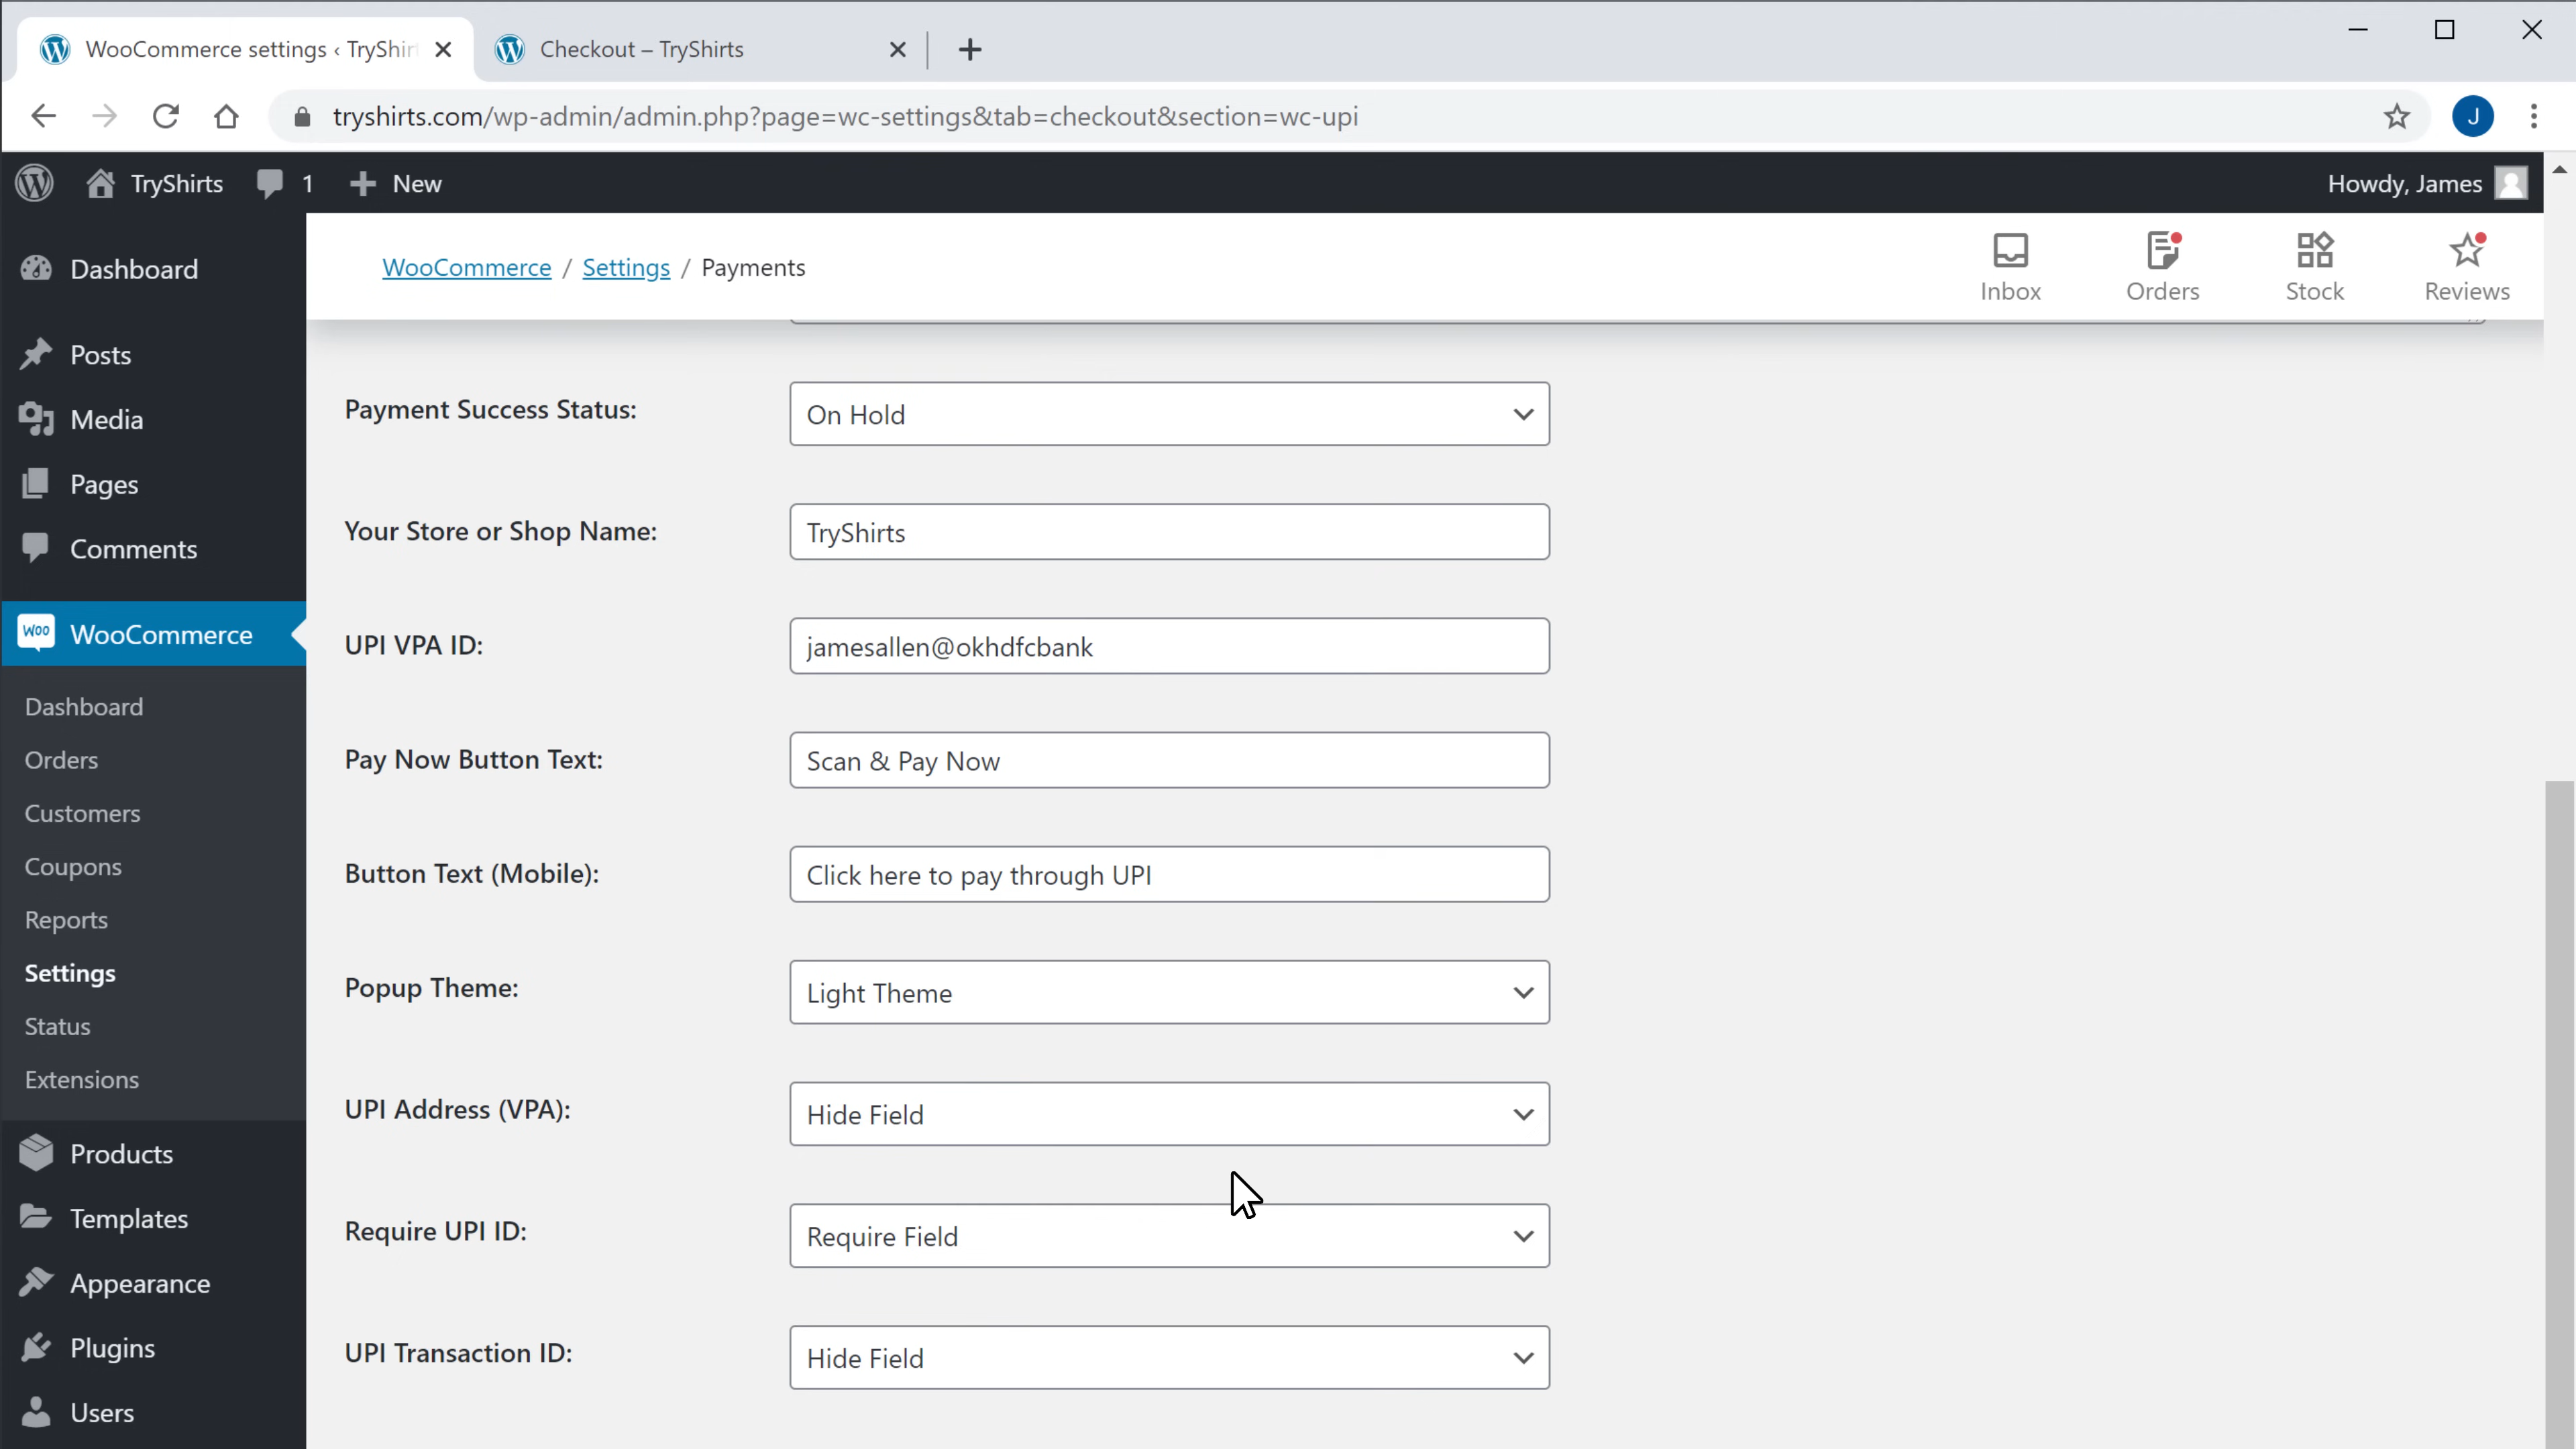 WooCommerce settings ‹ TryShirt
Checkout – TryShirts
tryshirts.com/wp-admin/admin.php?page=wc-settings&tab=checkout&section=wc-upi
J
TryShirts 1 New
Howdy, James
WooCommerce / Settings / Payments
Inbox
Orders
Stock
Reviews
Dashboard
Posts
Media
Pages
Comments
Woo WooCommerce
Dashboard
Orders
Customers
Coupons
Reports
Settings
Status
Extensions
Products
Templates
Appearance
Plugins
Users
Payment Success Status: On Hold
Your Store or Shop Name: TryShirts
UPI VPA ID: jamesallen@okhdfcbank
Pay Now Button Text: Scan & Pay Now
Button Text (Mobile): Click here to pay through UPI
Popup Theme: Light Theme
UPI Address (VPA): Hide Field
Require UPI ID: Require Field
UPI Transaction ID: Hide Field